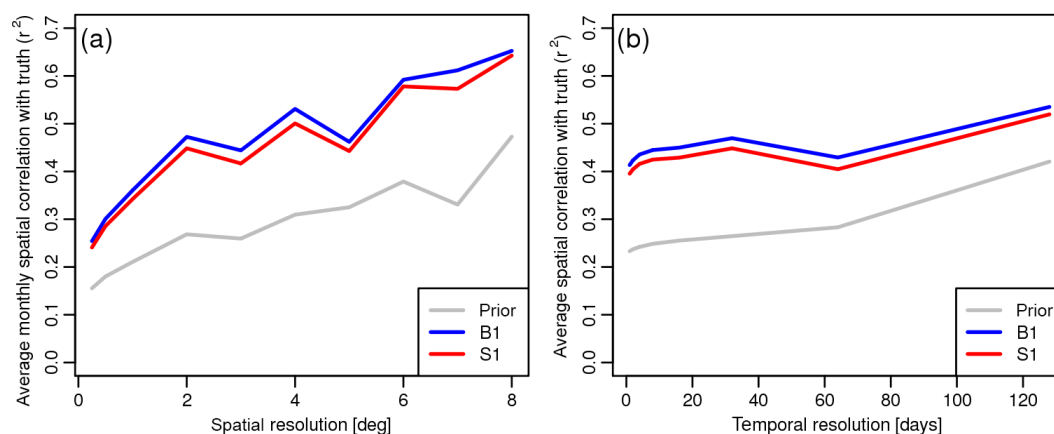 (a)
Average monthly spatial correlation with truth (r²)
0.0 0.1 0.2 0.3 0.4 0.5 0.6 0.7
2 4 6 8
Spatial resolution [deg]
Prior
B1
S1
(b)
Average spatial correlation with truth (r²)
0.0 0.1 0.2 0.3 0.4 0.5 0.6 0.7
0 20 40 60 80 100 120
Temporal resolution [days]
Prior
B1
S1